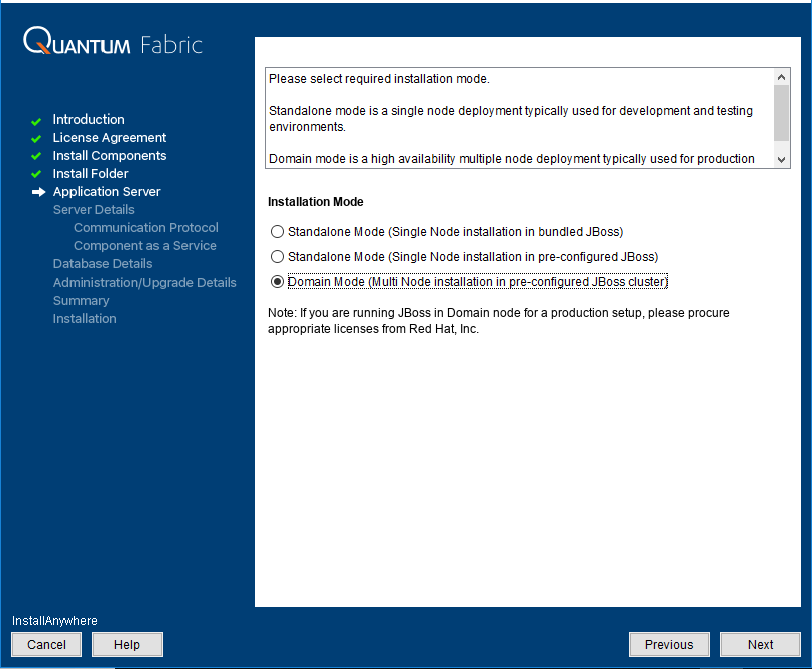 QUANTUM Fabric
Introduction
License Agreement
Install Components
Install Folder
Application Server
Server Details
Communication Protocol
Component as a Service
Database Details
Administration/Upgrade Details
Summary
Installation
Please select required installation mode.
Standalone mode is a single node deployment typically used for development and testing
environments.
Domain mode is a high availability multiple node deployment typically used for production
Installation Mode
Standalone Mode (Single Node installation in bundled JBoss)
Standalone Mode (Single Node installation in pre-configured JBoss)
Domain Mode (Multi Node installation in pre-configured JBoss cluster)
Note: If you are running JBoss in Domain node for a production setup, please procure
appropriate licenses from Red Hat, Inc.
InstallAnywhere
Cancel Help Previous Next